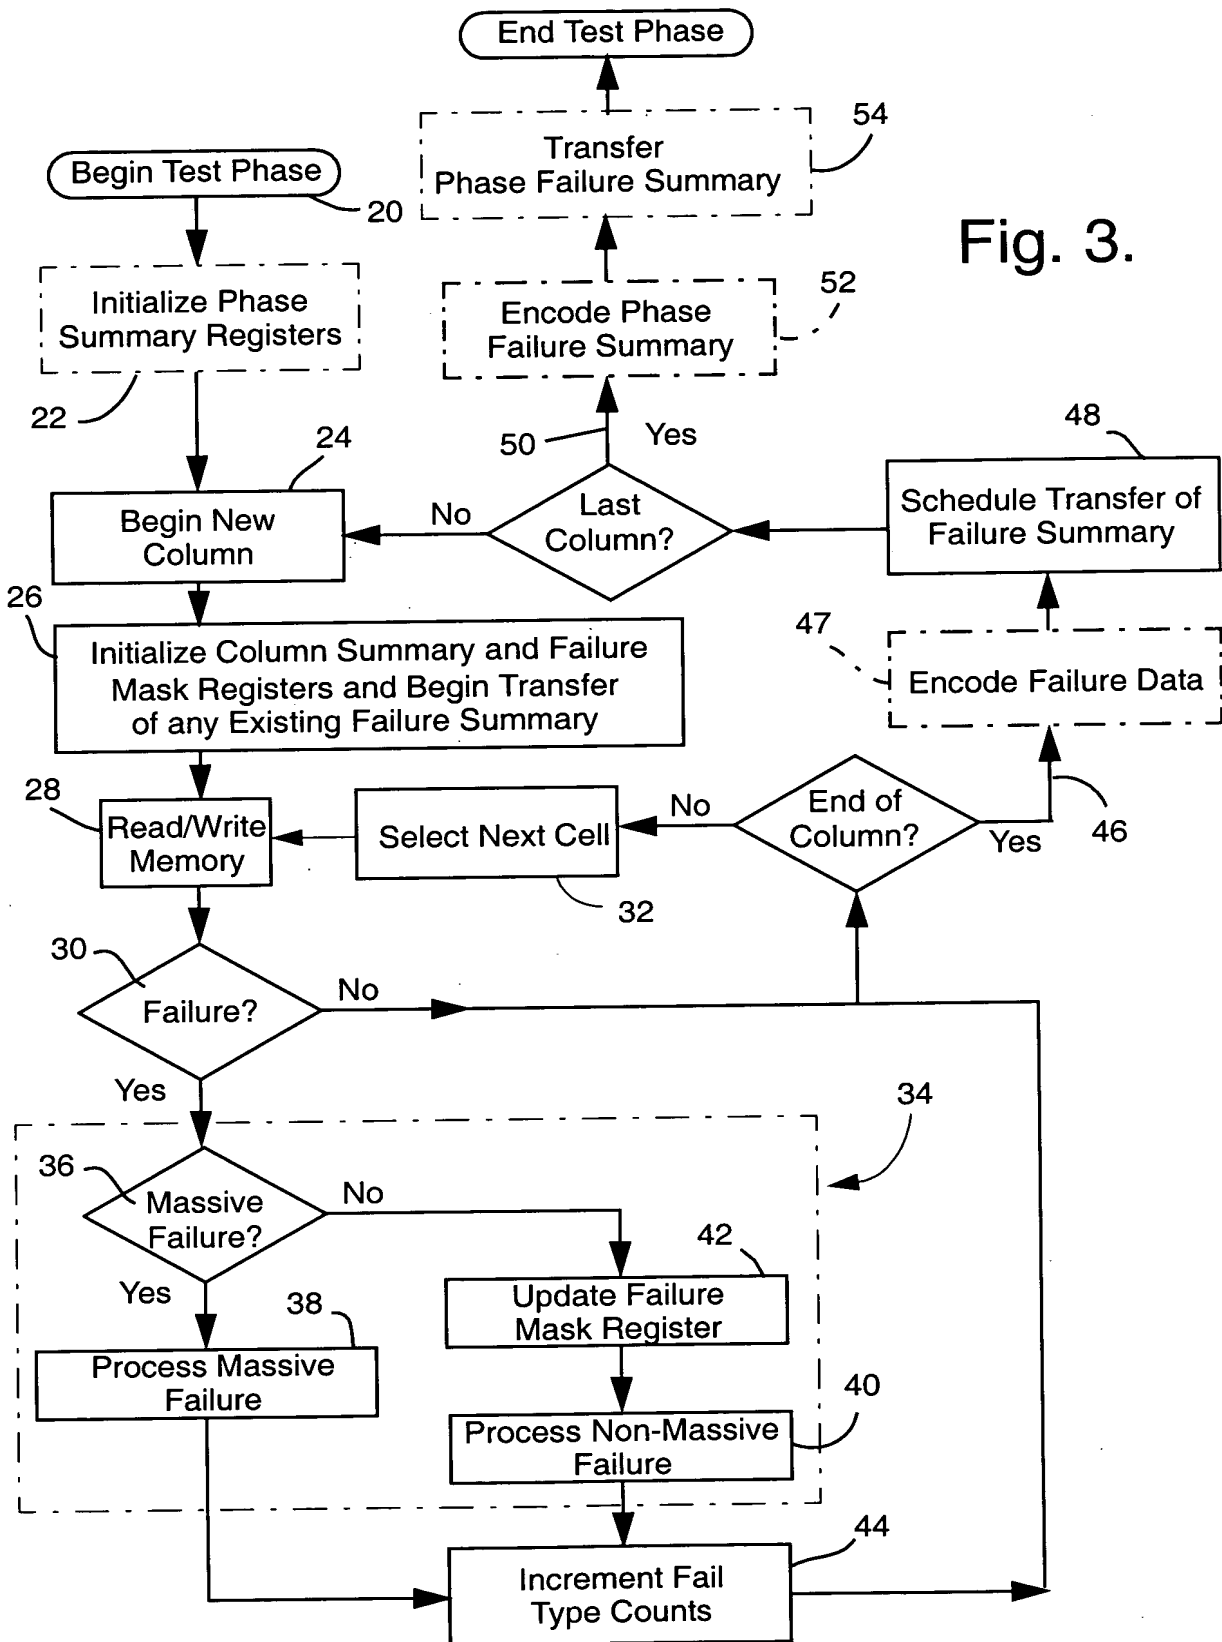 End Test Phase
54
Transfer
Phase Failure Summary
Begin Test Phase
20
Fig. 3.
Initialize Phase
Summary Registers
22
52
Encode Phase
Failure Summary
50
Yes
24
48
Begin New
Column
No
Last
Column?
Schedule Transfer of
Failure Summary
26
Initialize Column Summary and Failure
Mask Registers and Begin Transfer
of any Existing Failure Summary
47
Encode Failure Data
28
Read/Write
Memory
Select Next Cell
32
No
End of
Column?
Yes
46
30
Failure?
No
Yes
34
36
Massive
Failure?
No
Yes
42
Update Failure
Mask Register
38
Process Massive
Failure
40
Process Non-Massive
Failure
44
Increment Fail
Type Counts